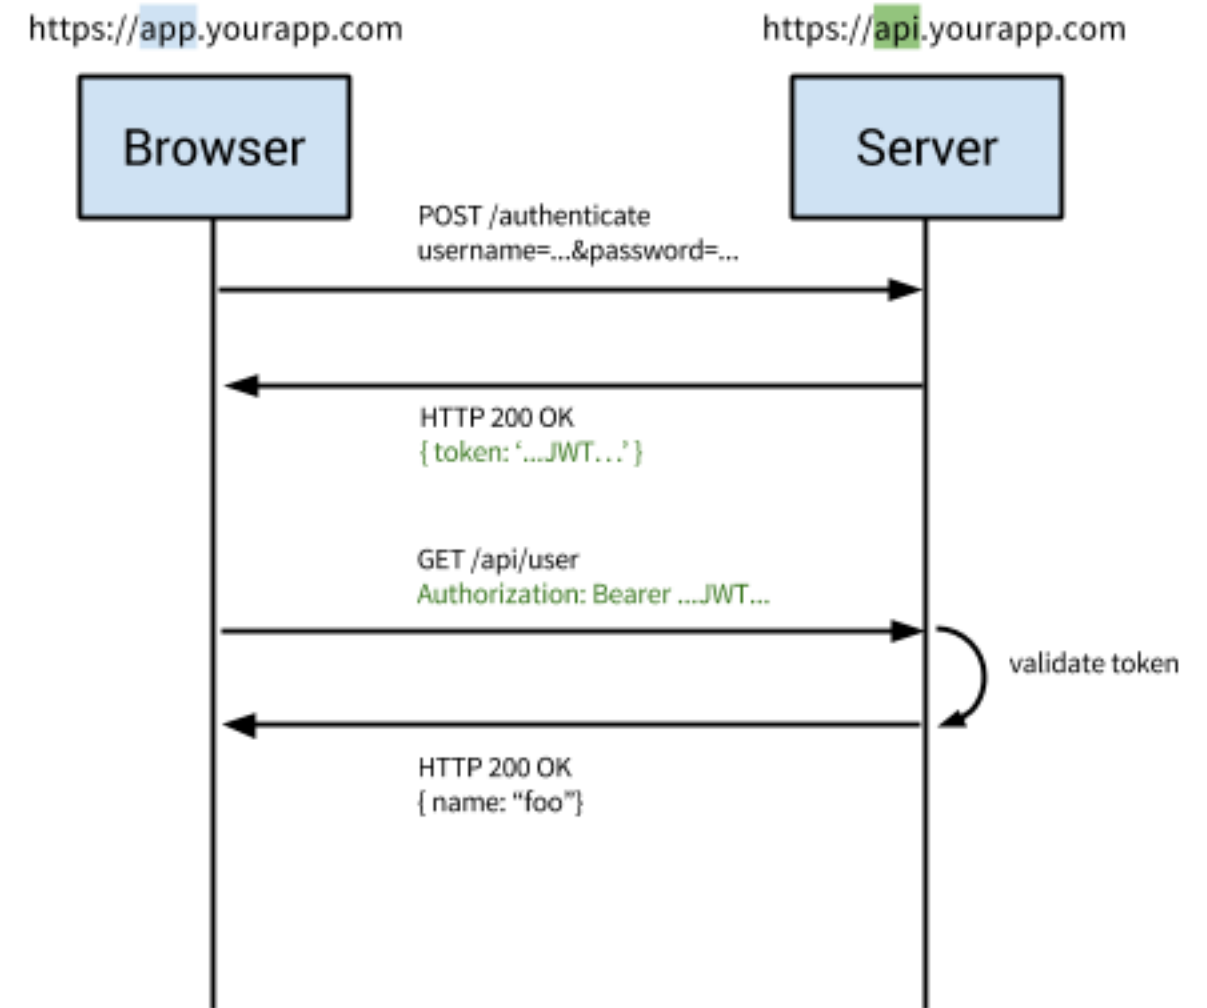 https://app.yourapp.com
https://api.yourapp.com
Browser
Server
POST /authenticate
username=...&password=...
HTTP 200 OK
{ token: ‘...JWT...’ }
GET /api/user
Authorization: Bearer ...JWT...
validate token
HTTP 200 OK
{ name: “foo”}